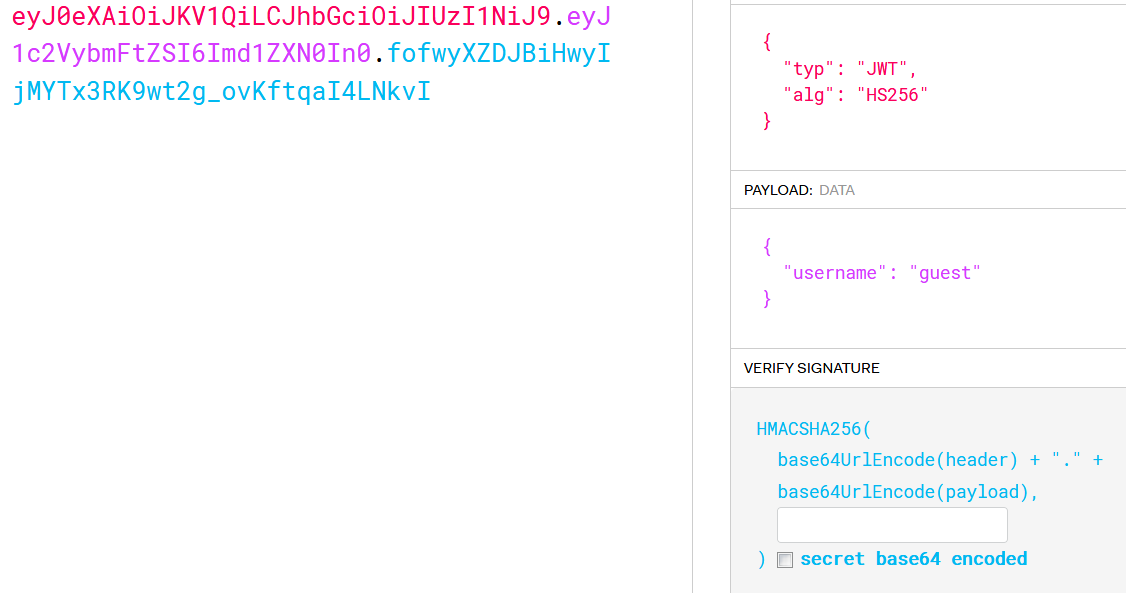 eyJ0eXAiOiJKV1QiLCJhbGciOiJIUzI1NiJ9.eyJ
1c2VybmFtZSI6Imd1ZXN0In0.fofwyXZDJBiHwyI
jMYTx3RK9wt2g_ovKftqaI4LNkvI
{
"typ": "JWT",
"alg": "HS256"
}
PAYLOAD: DATA
{
"username": "guest"
}
VERIFY SIGNATURE
HMACSHA256(
base64UrlEncode(header) + "." +
base64UrlEncode(payload),
) secret base64 encoded